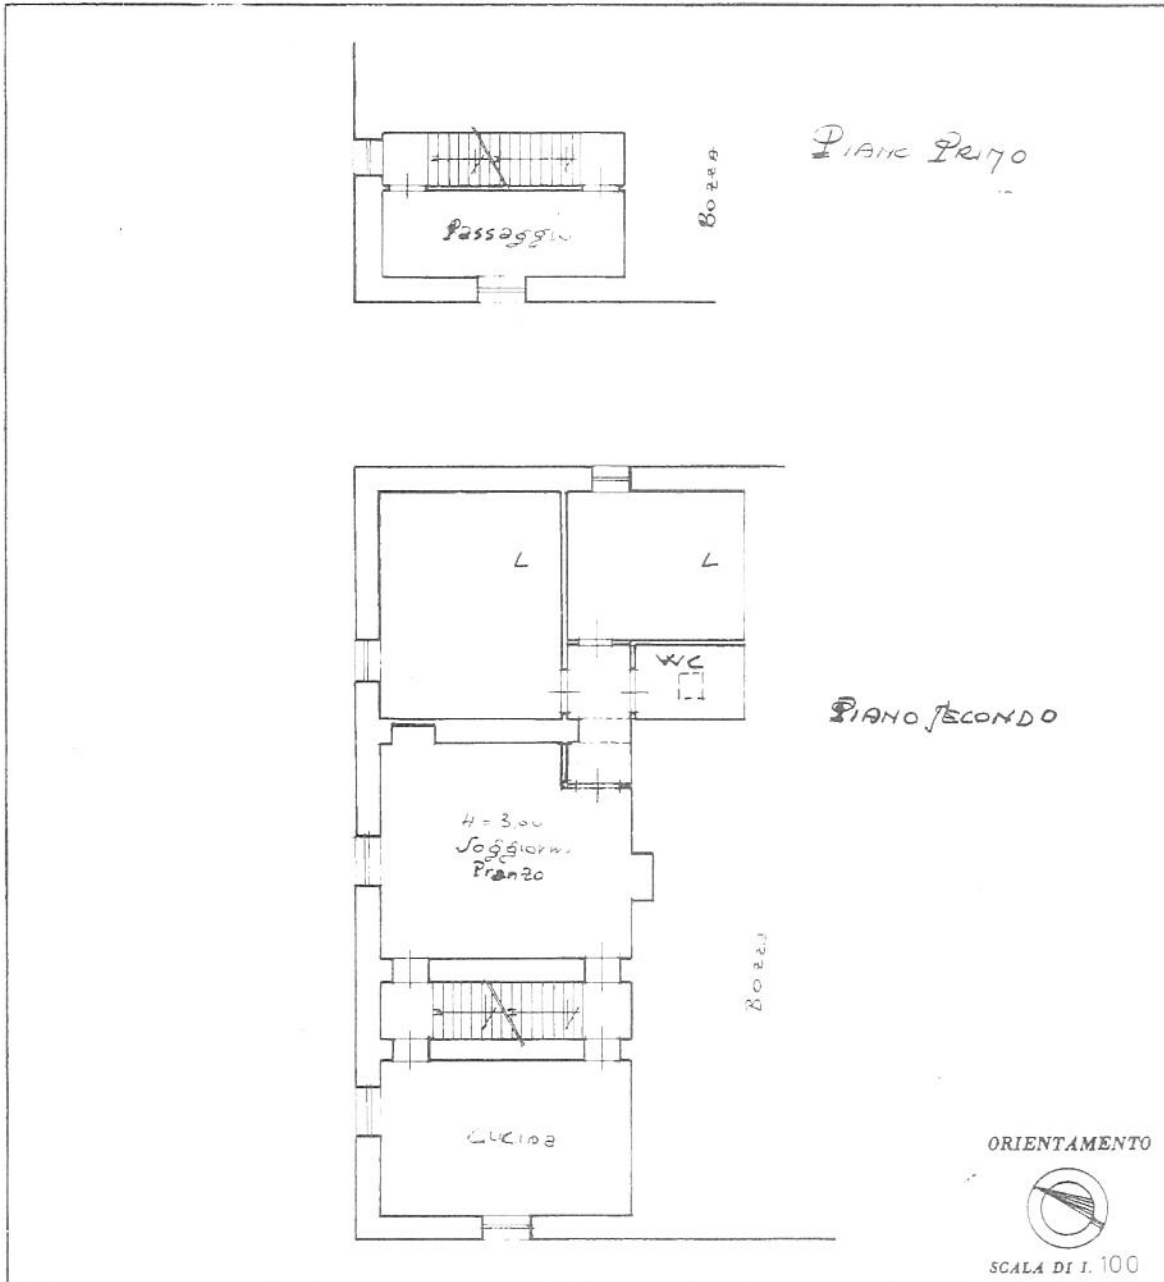 PIANO PRIMO
Bozza
Passaggio
L
L
WC
PIANO SECONDO
H = 3,00
Soggiorno
Pranzo
Bozza
Cucina
ORIENTAMENTO
SCALA DI 1. 100